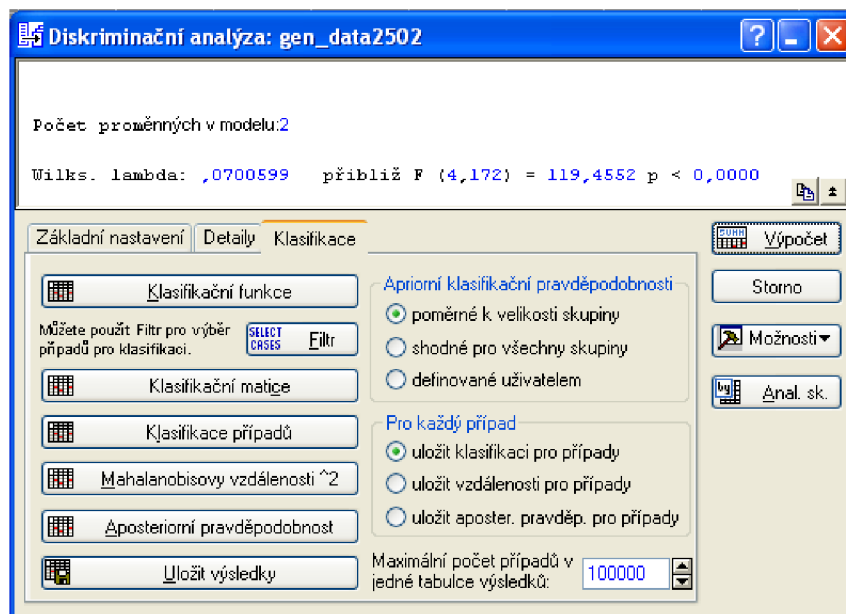 Diskriminační analýza: gen_data2502
Počet proměnných v modelu:2
Wilks. lambda: ,0700599 přibliž F (4,172) = 119,4552 p < 0,0000
Základní nastavení Detaily Klasifikace
Klasifikační funkce
Můžete použít Filtr pro výběr
případů pro klasifikaci.
SELECT
CASES
Filtr
Klasifikační matice
Klasifikace případů
Mahalanobisovy vzdálenosti ^2
Aposteriorní pravděpodobnost
Uložit výsledky
Apriorní klasifikační pravděpodobnosti
poměrné k velikosti skupiny
shodné pro všechny skupiny
definované uživatelem
Pro každý případ
uložit klasifikaci pro případy
uložit vzdálenosti pro případy
uložit aposter. pravděp. pro případy
Maximální počet případů v
jedné tabulce výsledků:
100000
SUMM
Výpočet
Storno
Možnosti
by
Anal. sk.